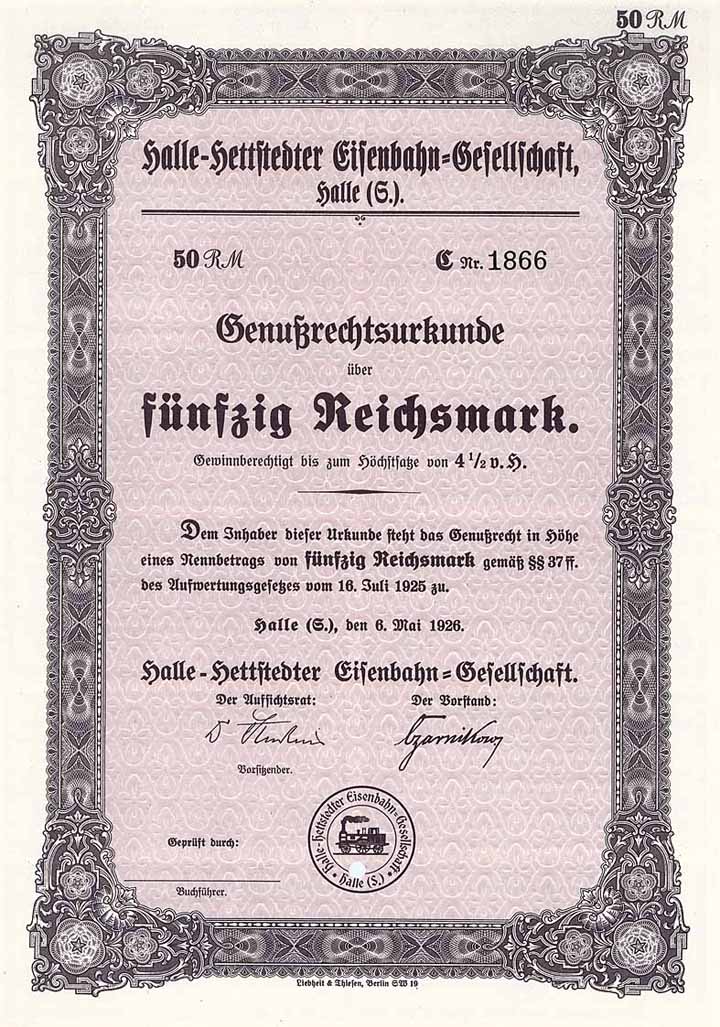 50 RM
Halle-Hettstedter Eisenbahn=Gesellschaft,
Halle (S.).
50 RM
C Nr. 1866
Genußrechtsurkunde
über
fünfzig Reichsmark.
Gewinnberechtigt bis zum Höchstsatze von 4 1/2 v. H.
Dem Inhaber dieser Urkunde steht das Genußrecht in Höhe
eines Nennbetrags von fünfzig Reichsmark gemäß §§ 37 ff.
des Aufwertungsgesetzes vom 16. Juli 1925 zu.
Halle (S.), den 6. Mai 1926.
Halle-Hettstedter Eisenbahn=Gesellschaft.
Der Aufsichtsrat:
Der Vorstand:
Czarnikow
Vorsitzender.
Halle-Hettstedter Eisenbahn-Gesellschaft
Halle (S.)
Geprüft durch:
Buchführer.
Liebheit & Thiesen, Berlin SW 19